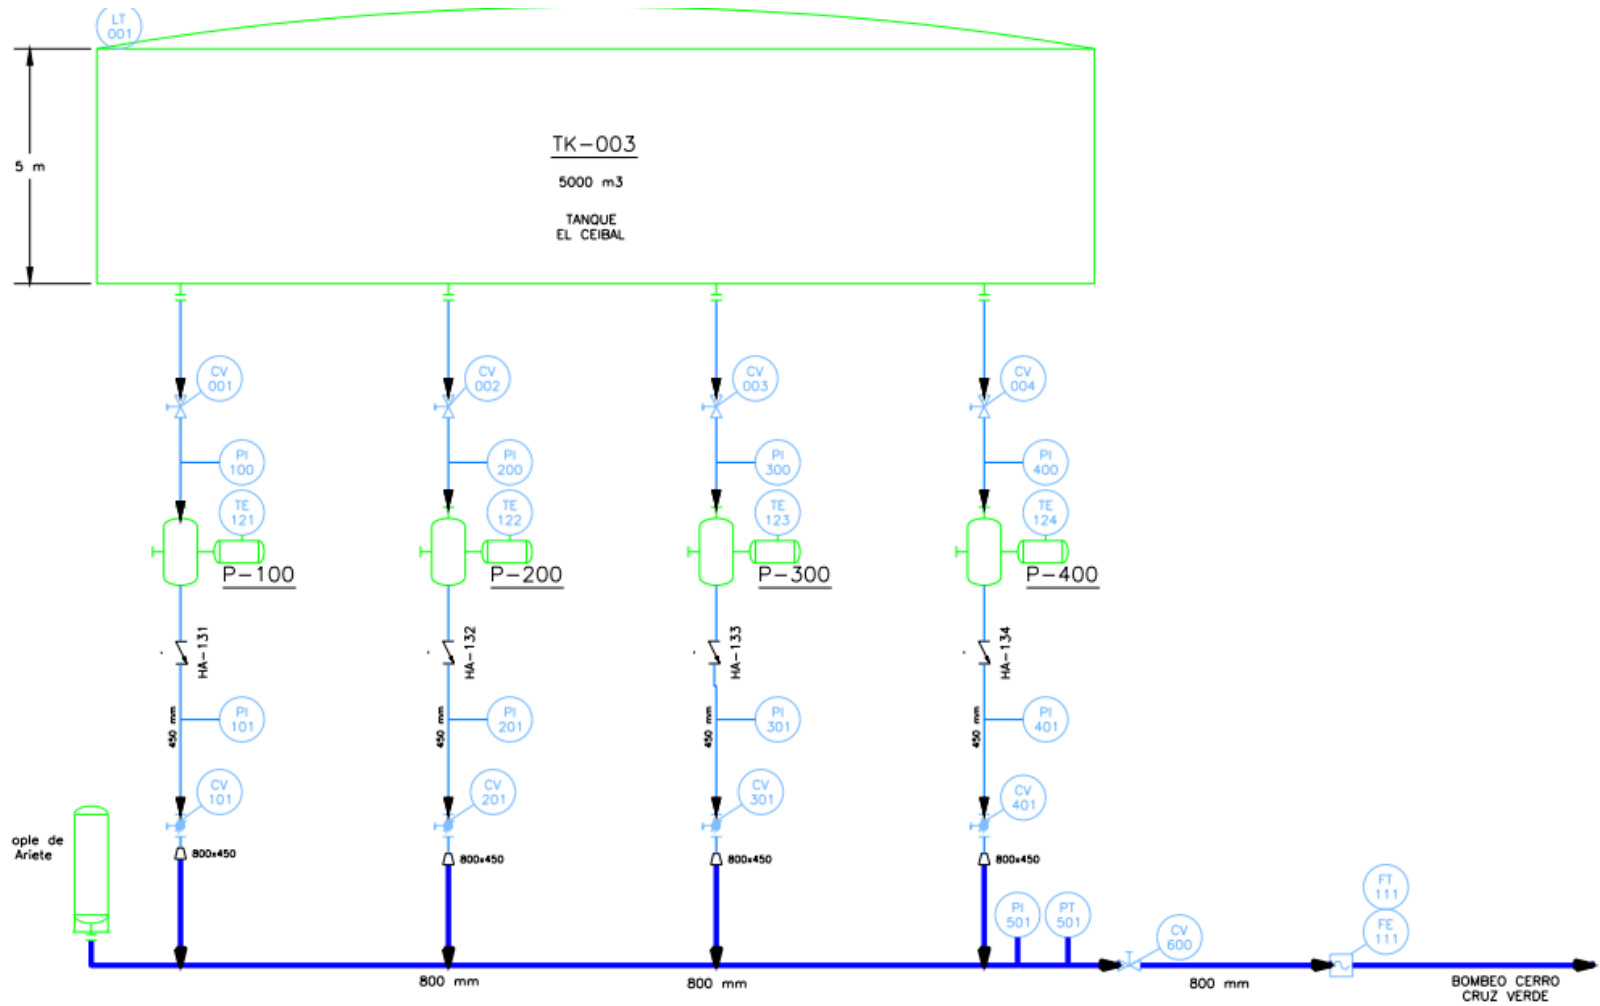 LT
001
5 m
TK-003
5000 m3
TANQUE
EL CEIBAL
CV
001
CV
002
CV
003
CV
004
PI
100
PI
200
PI
300
PI
400
TE
121
TE
122
TE
123
TE
124
P-100
P-200
P-300
P-400
HA-131
HA-132
HA-133
HA-134
450 mm
PI
101
450 mm
PI
201
450 mm
PI
301
450 mm
PI
401
CV
101
CV
201
CV
301
CV
401
ople de
Ariete
800x450
800x450
800x450
800x450
PI
501
PT
501
CV
600
FT
111
FE
111
800 mm
800 mm
800 mm
BOMBEO CERRO
CRUZ VERDE